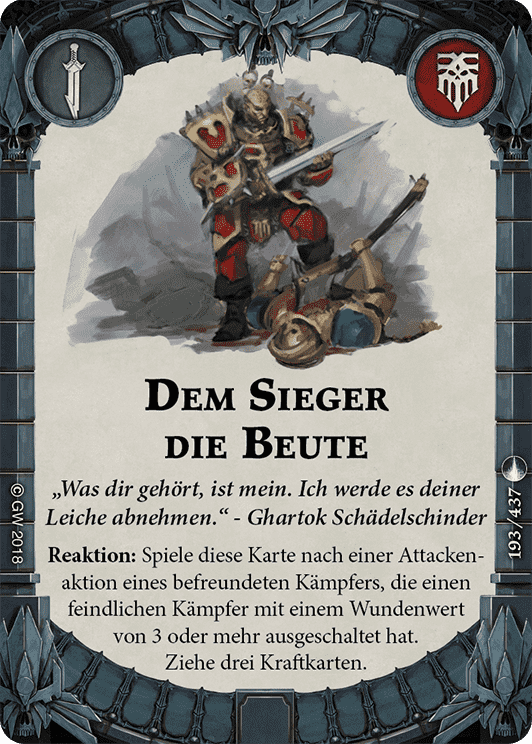 Dem Sieger
die Beute
„Was dir gehört, ist mein. Ich werde es deiner
Leiche abnehmen.“ - Ghartok Schädelschinder
Reaktion: Spiele diese Karte nach einer Attacken-
aktion eines befreundeten Kämpfers, die einen
feindlichen Kämpfer mit einem Wundenwert
von 3 oder mehr ausgeschaltet hat.
Ziehe drei Kraftkarten.
© GW 2018
193/437